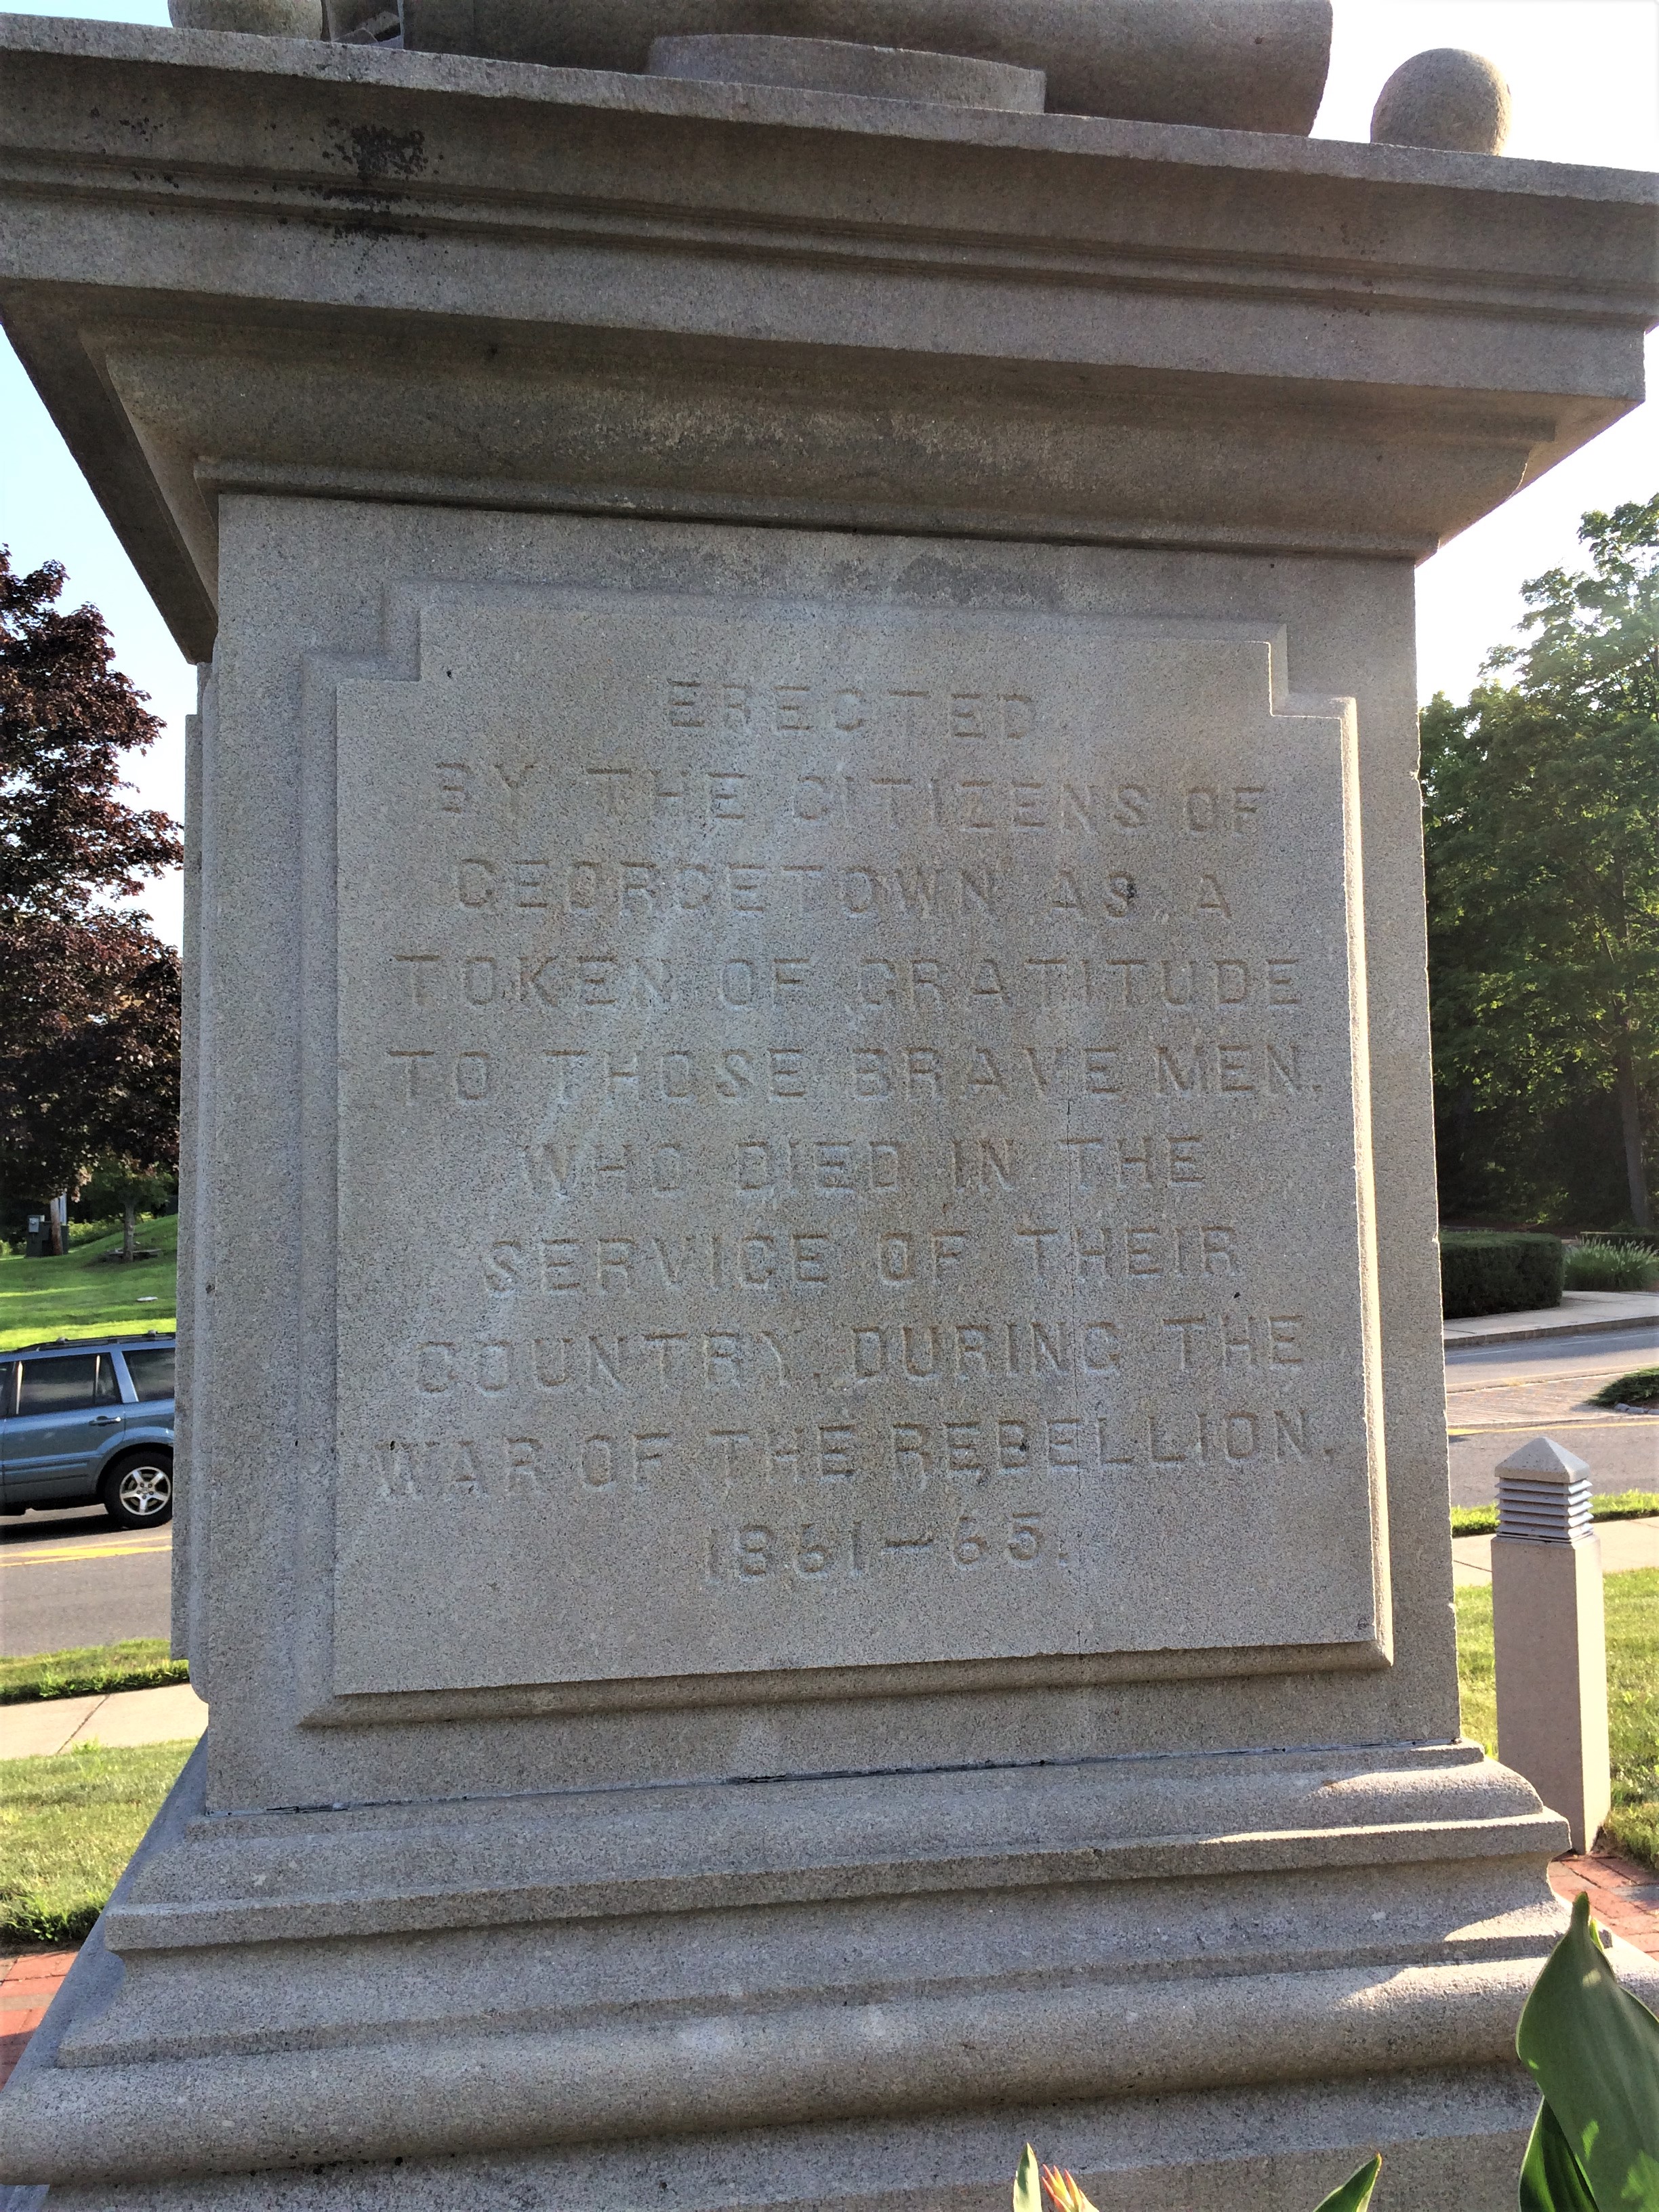 ERECTED
BY THE CITIZENS OF
GEORGETOWN AS A
TOKEN OF GRATITUDE
TO THOSE BRAVE MEN.
WHO DIED IN THE
SERVICE OF THEIR
COUNTRY, DURING THE
WAR OF THE REBELLION,
1861—65.